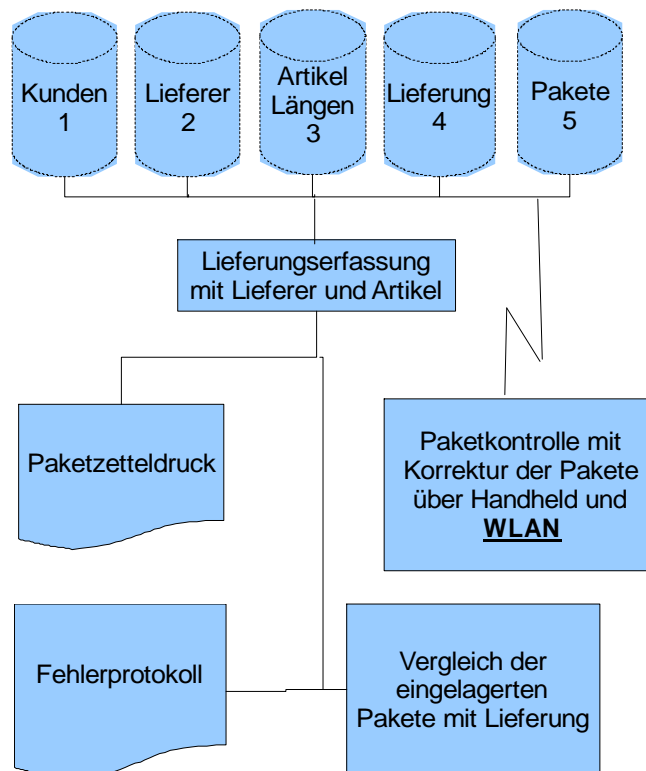 Kunden
1
Lieferer
2
Artikel
Längen
3
Lieferung
4
Pakete
5
Lieferungserfassung
mit Lieferer und Artikel
Paketzetteldruck
Paketkontrolle mit
Korrektur der Pakete
über Handheld und
WLAN
Fehlerprotokoll
Vergleich der
eingelagerten
Pakete mit Lieferung